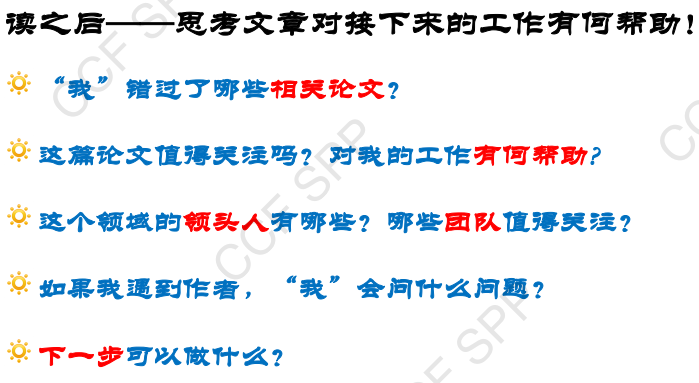 读之后——思考文章对接下来的工作有何帮助！
“我”错过了哪些相关论文？
这篇论文值得关注吗？对我的工作有何帮助？
这个领域的领头人有哪些？哪些团队值得关注？
如果我遇到作者，“我”会问什么问题？
下一步可以做什么？
CCF SPP
CCF SPP
CCF SPP
CC